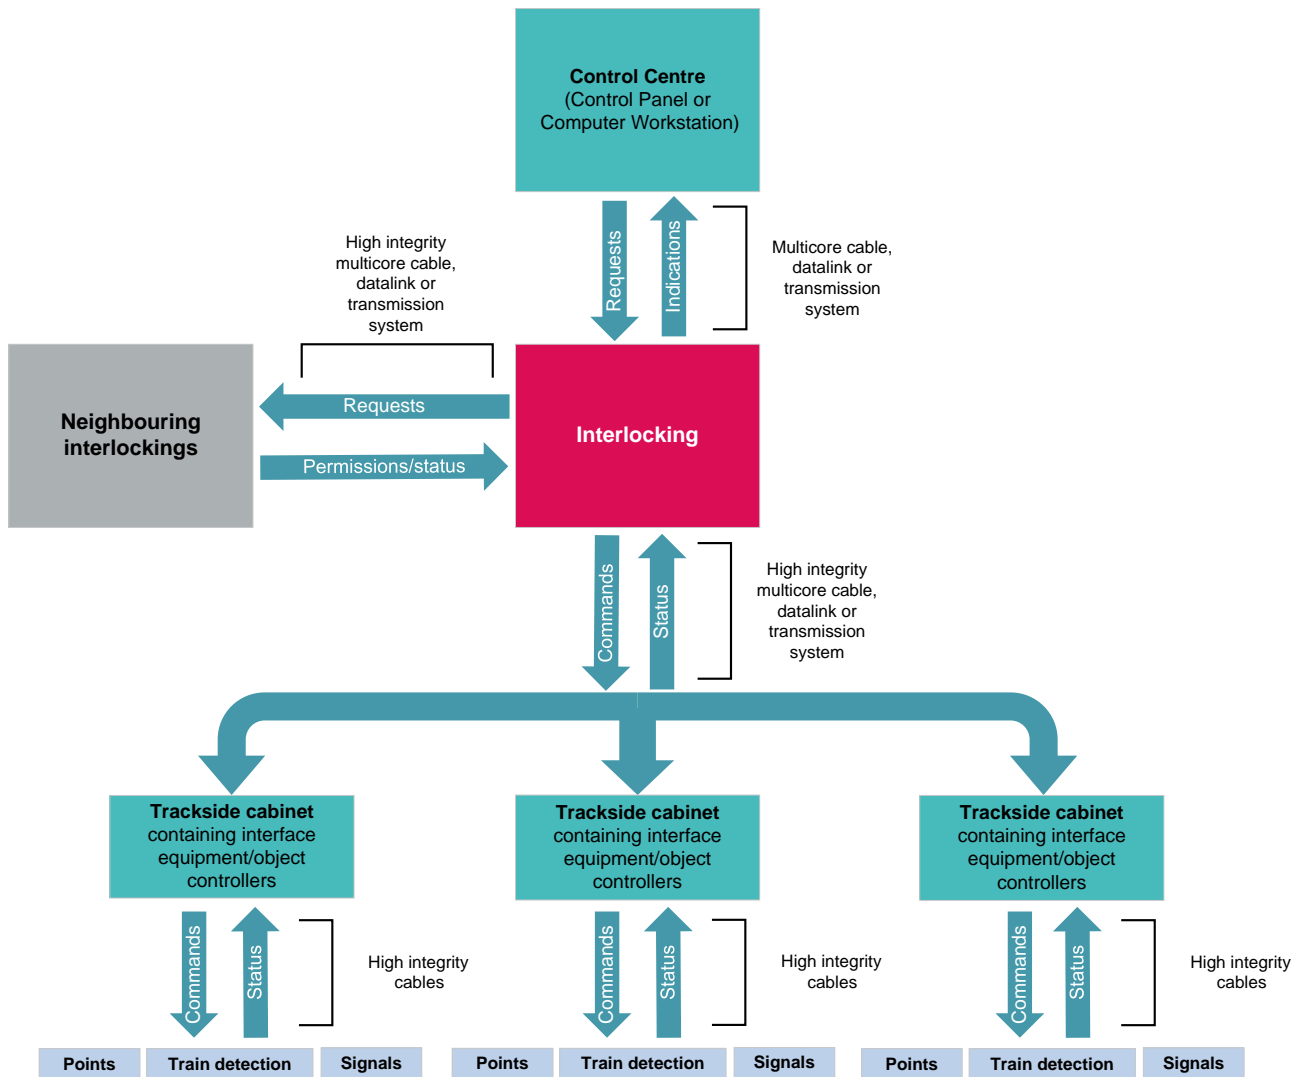 Control Centre
(Control Panel or
Computer Workstation)
Requests
Indications
Multicore cable,
datalink or
transmission
system
High integrity
multicore cable,
datalink or
transmission
system
Neighbouring
interlockings
Requests
Permissions/status
Interlocking
Commands
Status
High integrity
multicore cable,
datalink or
transmission
system
Trackside cabinet
containing interface
equipment/object
controllers
Trackside cabinet
containing interface
equipment/object
controllers
Trackside cabinet
containing interface
equipment/object
controllers
Commands
Status
High integrity
cables
Commands
Status
High integrity
cables
Commands
Status
High integrity
cables
Points
Train detection
Signals
Points
Train detection
Signals
Points
Train detection
Signals